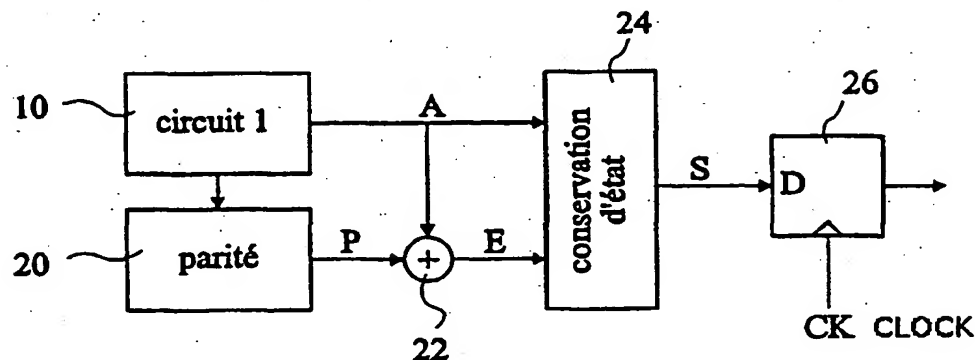 24
26
10
circuit 1
A
conservation
d'état
S
D
20
parité
P
+
E
22
CK CLOCK